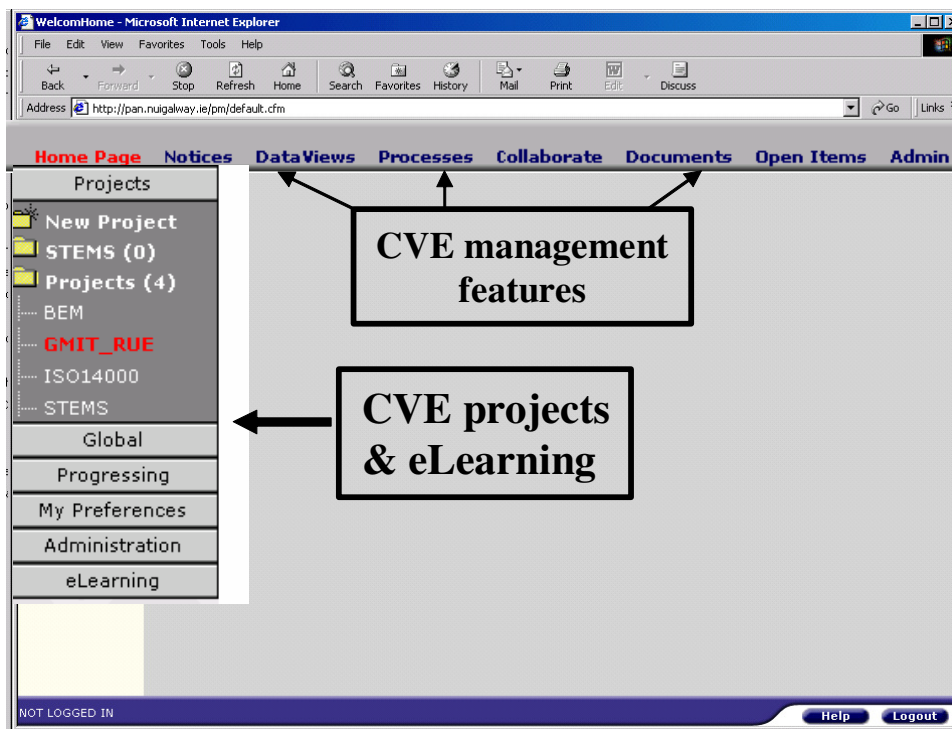 WelcomHome - Microsoft Internet Explorer
File Edit View Favorites Tools Help
Back Forward Stop Refresh Home Search Favorites History Mail Print Edit Discuss
Address http://pan.nuigalway.ie/pm/default.cfm Go Links
Home Page Notices DataViews Processes Collaborate Documents Open Items Admin
Projects
New Project
STEMS (0)
Projects (4)
BEM
GMIT_RUE
ISO14000
STEMS
Global
Progressing
My Preferences
Administration
eLearning
CVE management
features
CVE projects
& eLearning
NOT LOGGED IN Help Logout